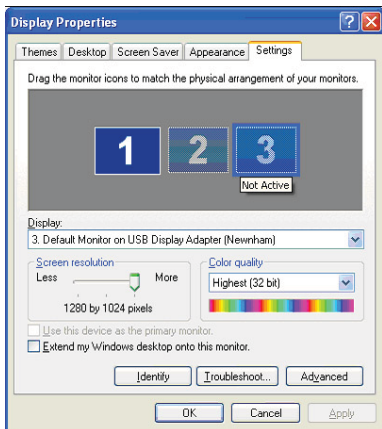 Display Properties
Themes Desktop Screen Saver Appearance Settings
Drag the monitor icons to match the physical arrangement of your monitors.
1 2 3
Not Active
Display:
3. Default Monitor on USB Display Adapter (Newnham)
Screen resolution Color quality
Less More
Highest (32 bit)
1280 by 1024 pixels
Use this device as the primary monitor.
Extend my Windows desktop onto this monitor.
Identify Troubleshoot... Advanced
OK Cancel Apply